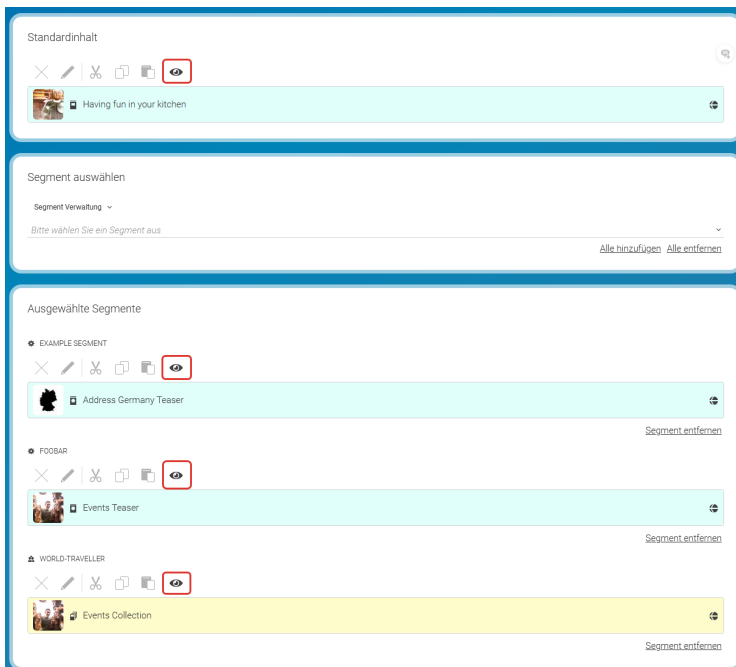 Standardinhalt
Having fun in your kitchen
Segment auswählen
Segment Verwaltung
Bitte wählen Sie ein Segment aus
Alle hinzufügen Alle entfernen
Ausgewählte Segmente
EXAMPLE SEGMENT
Address Germany Teaser
Segment entfernen
FOOBAR
Events Teaser
Segment entfernen
WORLD-TRAVELLER
Events Collection
Segment entfernen